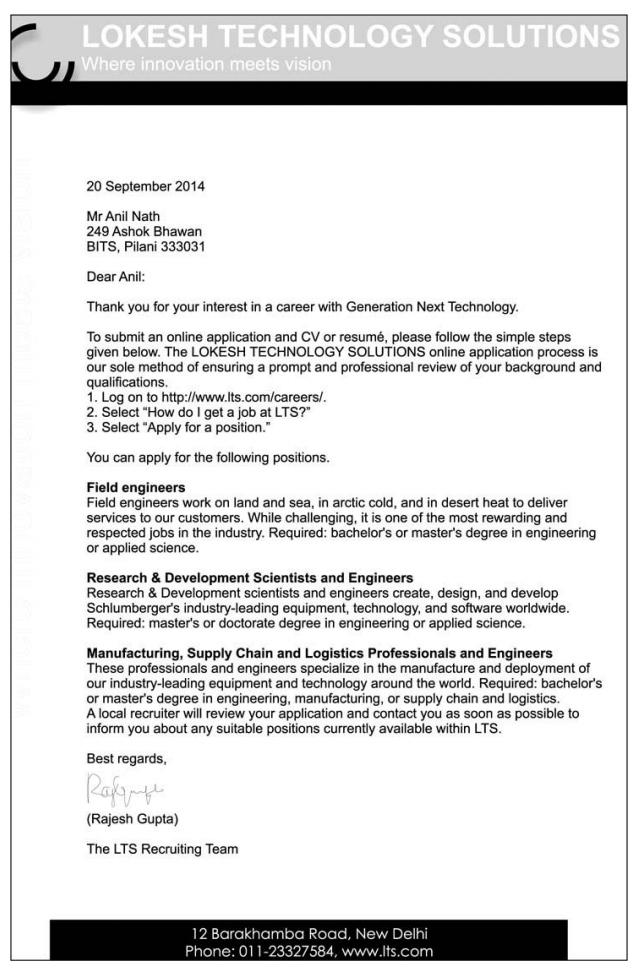 LOKESH TECHNOLOGY SOLUTIONS
Where innovation meets vision
20 September 2014
Mr Anil Nath
249 Ashok Bhawan
BITS, Pilani 333031
Dear Anil:
Thank you for your interest in a career with Generation Next Technology.
To submit an online application and CV or resumé, please follow the simple steps
given below. The LOKESH TECHNOLOGY SOLUTIONS online application process is
our sole method of ensuring a prompt and professional review of your background and
qualifications.
1. Log on to http://www.lts.com/careers/.
2. Select “How do I get a job at LTS?”
3. Select “Apply for a position.”
You can apply for the following positions.
Field engineers
Field engineers work on land and sea, in arctic cold, and in desert heat to deliver
services to our customers. While challenging, it is one of the most rewarding and
respected jobs in the industry. Required: bachelor's or master's degree in engineering
or applied science.
Research & Development Scientists and Engineers
Research & Development scientists and engineers create, design, and develop
Schlumberger's industry-leading equipment, technology, and software worldwide.
Required: master's or doctorate degree in engineering or applied science.
Manufacturing, Supply Chain and Logistics Professionals and Engineers
These professionals and engineers specialize in the manufacture and deployment of
our industry-leading equipment and technology around the world. Required: bachelor's
or master's degree in engineering, manufacturing, or supply chain and logistics.
A local recruiter will review your application and contact you as soon as possible to
inform you about any suitable positions currently available within LTS.
Best regards,
(Rajesh Gupta)
The LTS Recruiting Team
12 Barakhamba Road, New Delhi
Phone: 011-23327584, www.lts.com